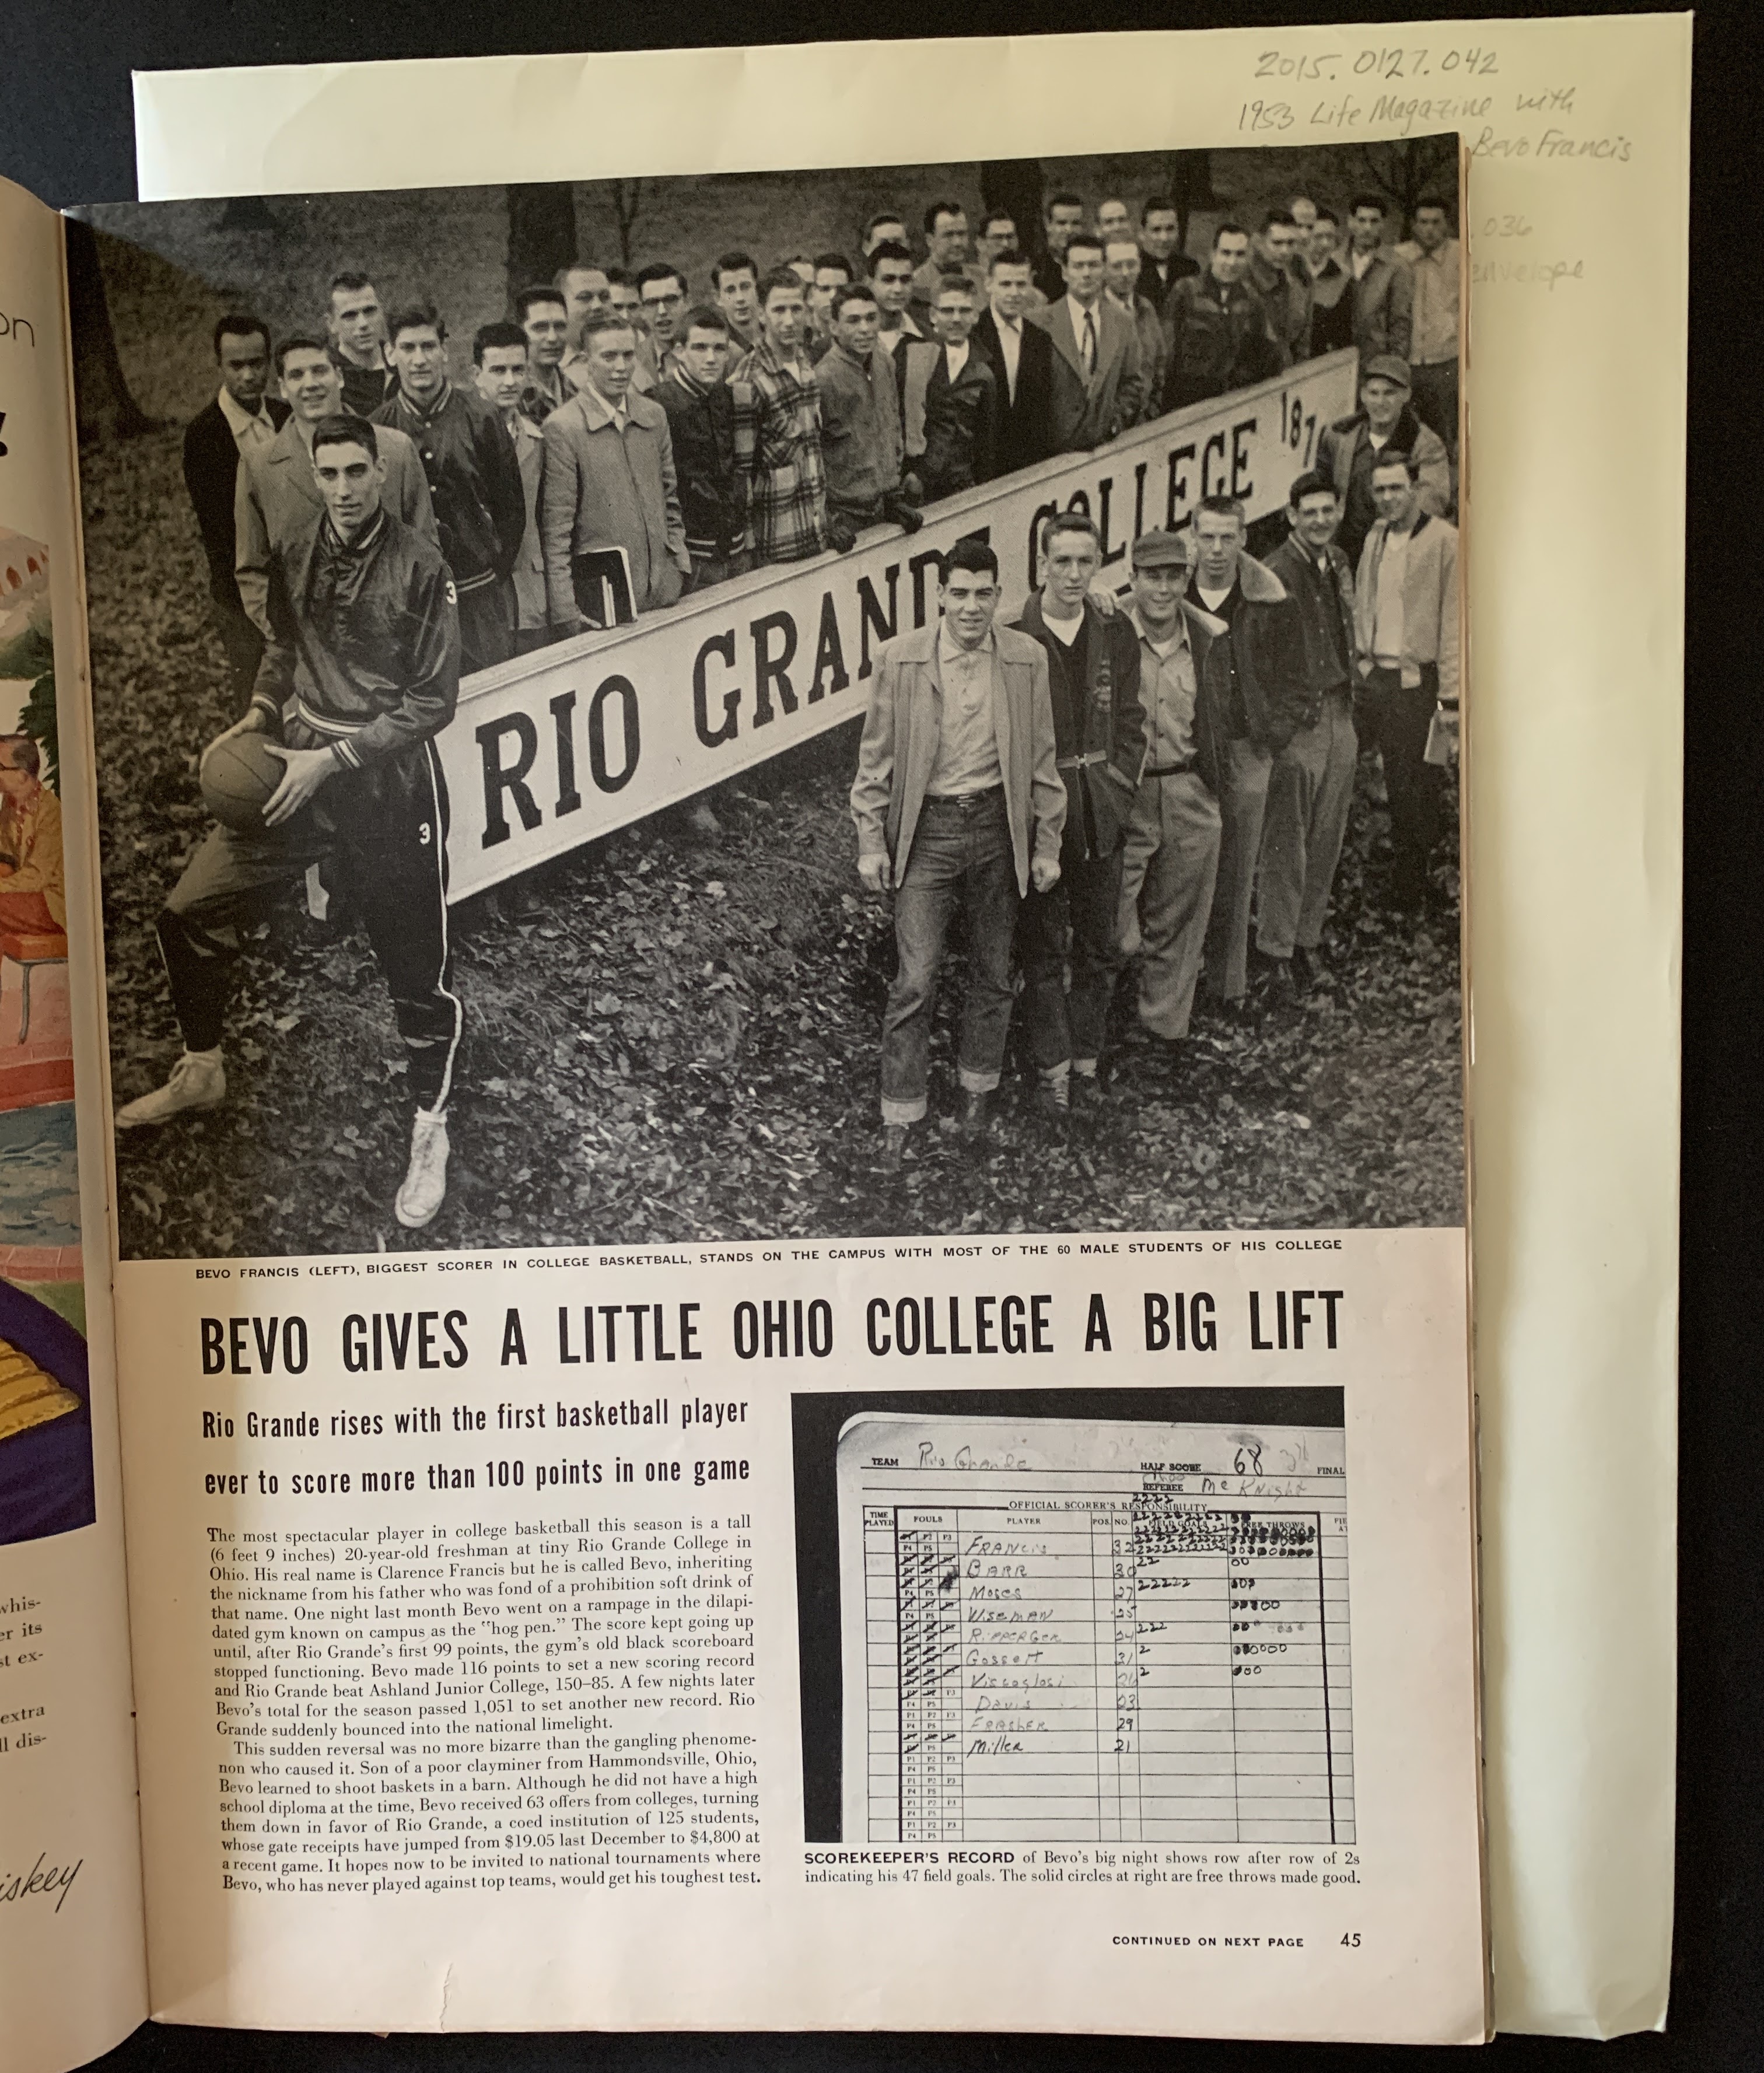 2015. 0127. 042
1953 Life Magazine with
Bevo Francis
.036
envelope
on
RIO GRANDE COLLEGE 187
3
3
BEVO FRANCIS (LEFT), BIGGEST SCORER IN COLLEGE BASKETBALL, STANDS ON THE CAMPUS WITH MOST OF THE 60 MALE STUDENTS OF HIS COLLEGE
BEVO GIVES A LITTLE OHIO COLLEGE A BIG LIFT
Rio Grande rises with the first basketball player
ever to score more than 100 points in one game
The most spectacular player in college basketball this season is a tall
(6 feet 9 inches) 20-year-old freshman at tiny Rio Grande College in
Ohio. His real name is Clarence Francis but he is called Bevo, inheriting
the nickname from his father who was fond of a prohibition soft drink of
that name. One night last month Bevo went on a rampage in the dilapi-
dated gym known on campus as the "hog pen." The score kept going up
until, after Rio Grande's first 99 points, the gym's old black scoreboard
stopped functioning. Bevo made 116 points to set a new scoring record
and Rio Grande beat Ashland Junior College, 150–85. A few nights later
Bevo's total for the season passed 1,051 to set another new record. Rio
Grande suddenly bounced into the national limelight.
This sudden reversal was no more bizarre than the gangling phenome-
non who caused it. Son of a poor clayminer from Hammondsville, Ohio,
Bevo learned to shoot baskets in a barn. Although he did not have a high
school diploma at the time, Bevo received 63 offers from colleges, turning
them down in favor of Rio Grande, a coed institution of 125 students,
whose gate receipts have jumped from $19.05 last December to $4,800 at
a recent game. It hopes now to be invited to national tournaments where
Bevo, who has never played against top teams, would get his toughest test.
TEAM Rio Grande HALF SCORE 68 FINAL
REFEREE McKnight
OFFICIAL SCORER'S RESPONSIBILITY
TIME PLAYED FOULS PLAYER POS. NO. FIELD GOALS FREE THROWS
FRANCIS 32
BARR 30 22
Moses 27 22222
WISEMAN 25
RIPPERGER 24 222
Gossett 31 2
Viscoglosi 2
Davis 23
FRASHER 29
Miller 21
SCOREKEEPER'S RECORD of Bevo's big night shows row after row of 2s
indicating his 47 field goals. The solid circles at right are free throws made good.
CONTINUED ON NEXT PAGE 45
whis-
er its
st ex-
extra
ll dis-
iskey